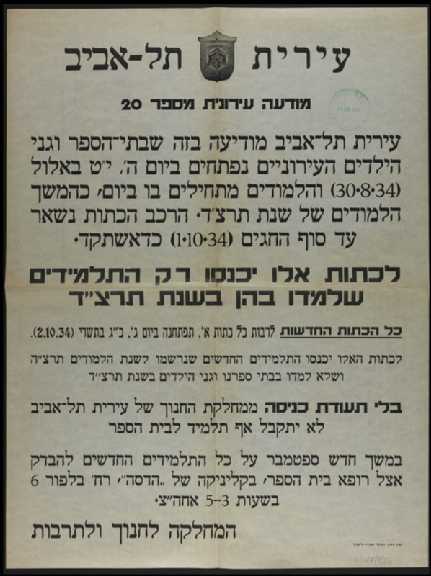 עירית תל-אביב
מודעה עירונית מספר 20
עירית תל-אביב מודיעה בזה שבתי-הספר וגני
הילדים העירוניים נפתחים ביום ה', י"ט באלול
(30·8·34) והלמודים מתחילים בו ביום, כהמשך
הלמודים של שנת תרצ"ד. הרכב הכתות נשאר
עד סוף החגים (1·10·34) כדאשתקד.
לכתות אלו יכנסו רק התלמידים
שלמדו בהן בשנת תרצ"ד
כל הכתות החדשות לרבות כל כתות א', תפתחנה ביום ג', כ"ג בתשרי (2.10.34).
לכתות האלו יכנסו התלמידים החדשים שנרשמו לשנת הלמודים תרצ"ה
ושלא למדו בבתי ספרנו וגני הילדים בשנת תרצ"ד
בלי תעודת כניסה ממחלקת החנוך של עירית תל-אביב
לא יתקבל אף תלמיד לבית הספר
במשך חדש ספטמבר על כל התלמידים החדשים להבדק
אצל רופא בית הספר, בקליניקה של "הדסה", רח' בלפור 6
בשעות 3–5 אחה"צ.
המחלקה לחנוך ולתרבות